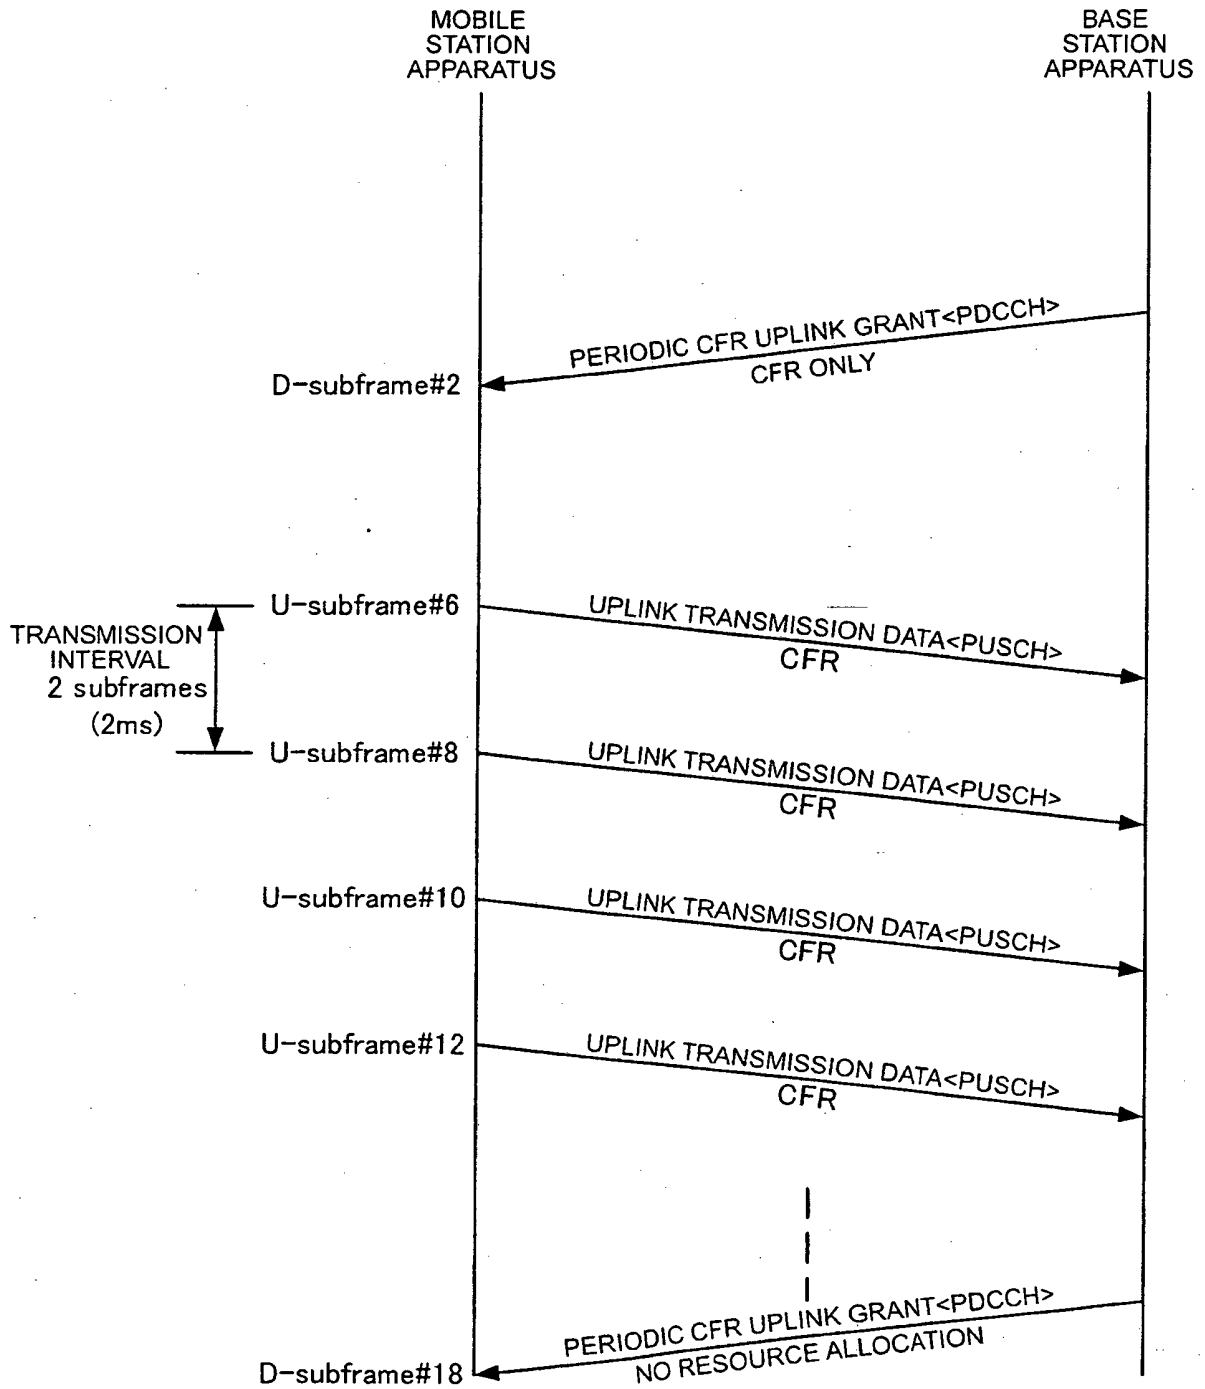 MOBILE
STATION
APPARATUS
BASE
STATION
APPARATUS
PERIODIC CFR UPLINK GRANT<PDCCH>
CFR ONLY
D-subframe#2
U-subframe#6
UPLINK TRANSMISSION DATA<PUSCH>
CFR
TRANSMISSION
INTERVAL
2 subframes
(2ms)
U-subframe#8
UPLINK TRANSMISSION DATA<PUSCH>
CFR
U-subframe#10
UPLINK TRANSMISSION DATA<PUSCH>
CFR
U-subframe#12
UPLINK TRANSMISSION DATA<PUSCH>
CFR
PERIODIC CFR UPLINK GRANT<PDCCH>
NO RESOURCE ALLOCATION
D-subframe#18